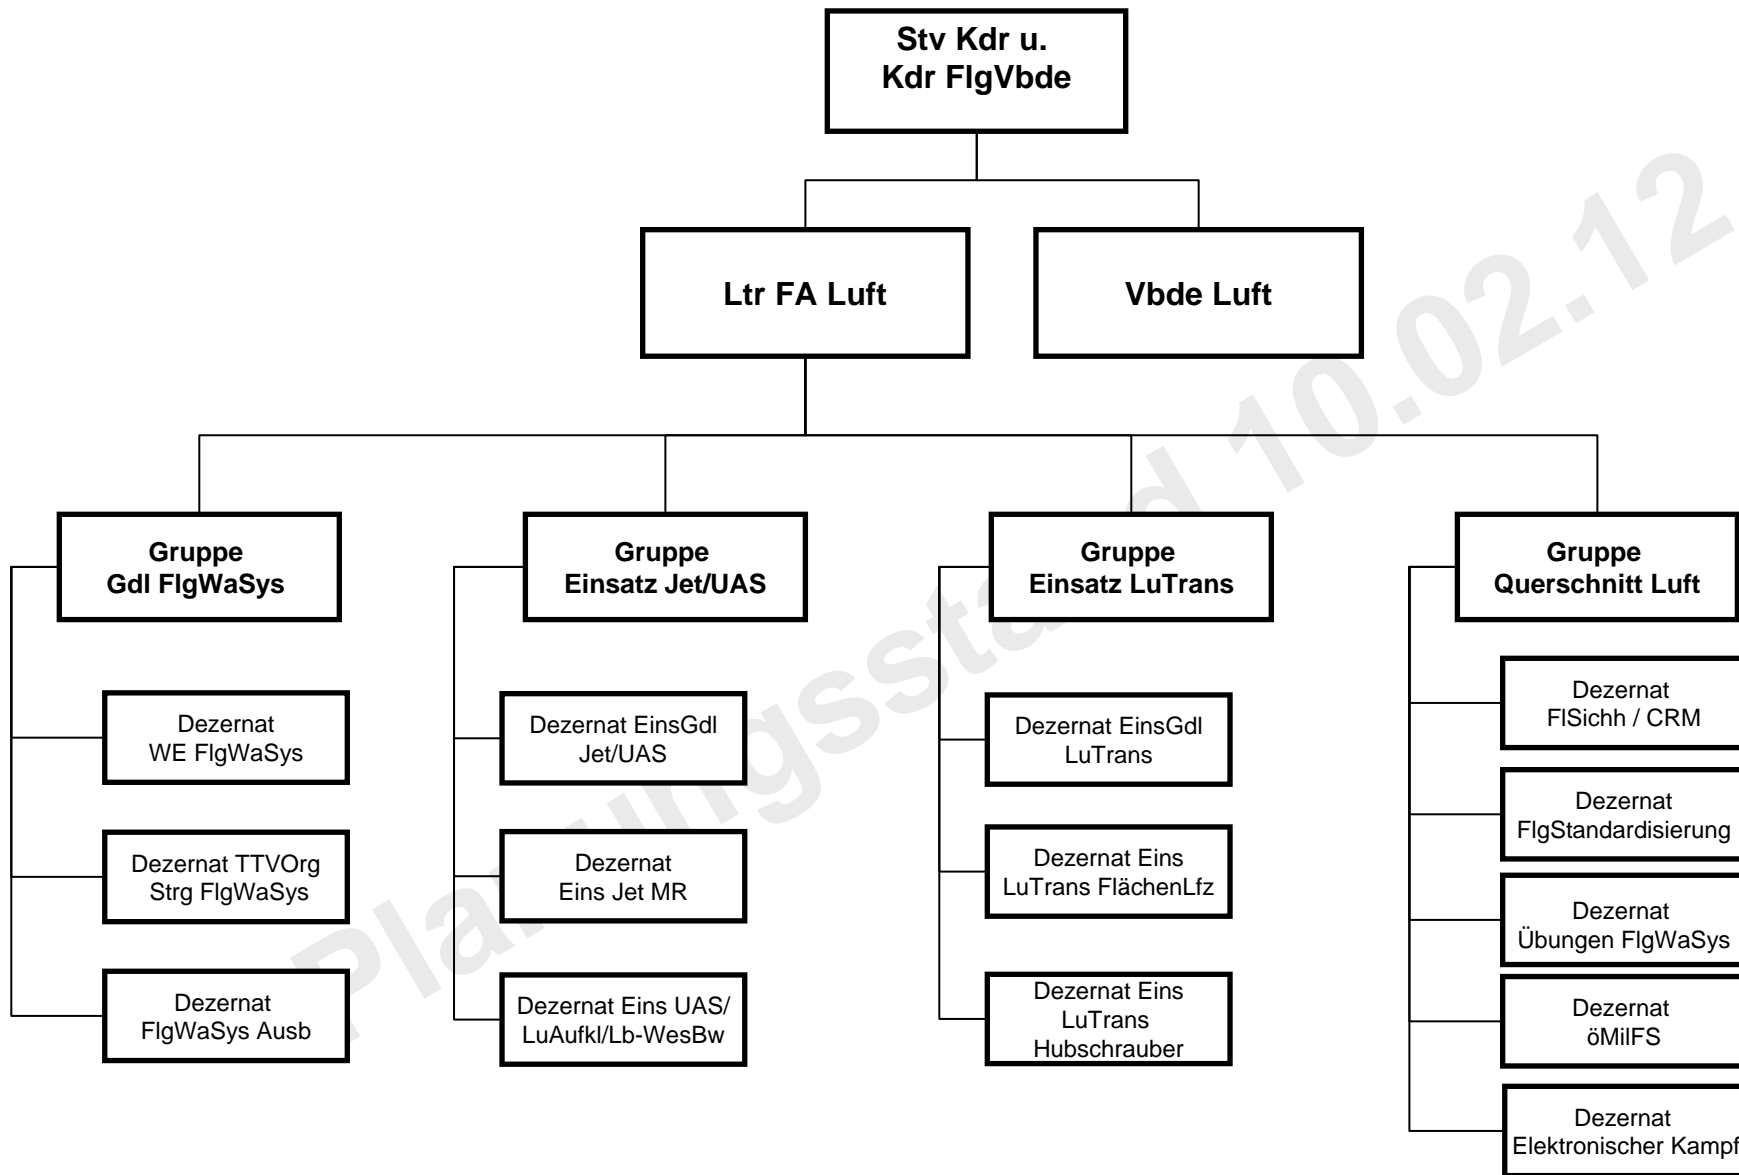 Stv Kdr u.
Kdr FlgVbde
Ltr FA Luft
Vbde Luft
Gruppe
Gdl FlgWaSys
Gruppe
Einsatz Jet/UAS
Gruppe
Einsatz LuTrans
Gruppe
Querschnitt Luft
Dezernat
WE FlgWaSys
Dezernat TTVOrg
Strg FlgWaSys
Dezernat
FlgWaSys Ausb
Dezernat EinsGdl
Jet/UAS
Dezernat
Eins Jet MR
Dezernat Eins UAS/
LuAufkl/Lb-WesBw
Dezernat EinsGdl
LuTrans
Dezernat Eins
LuTrans FlächenLfz
Dezernat Eins
LuTrans
Hubschrauber
Dezernat
FlSichh / CRM
Dezernat
FlgStandardisierung
Dezernat
Übungen FlgWaSys
Dezernat
öMilFS
Dezernat
Elektronischer Kampf
Planungsstand 10.02.12